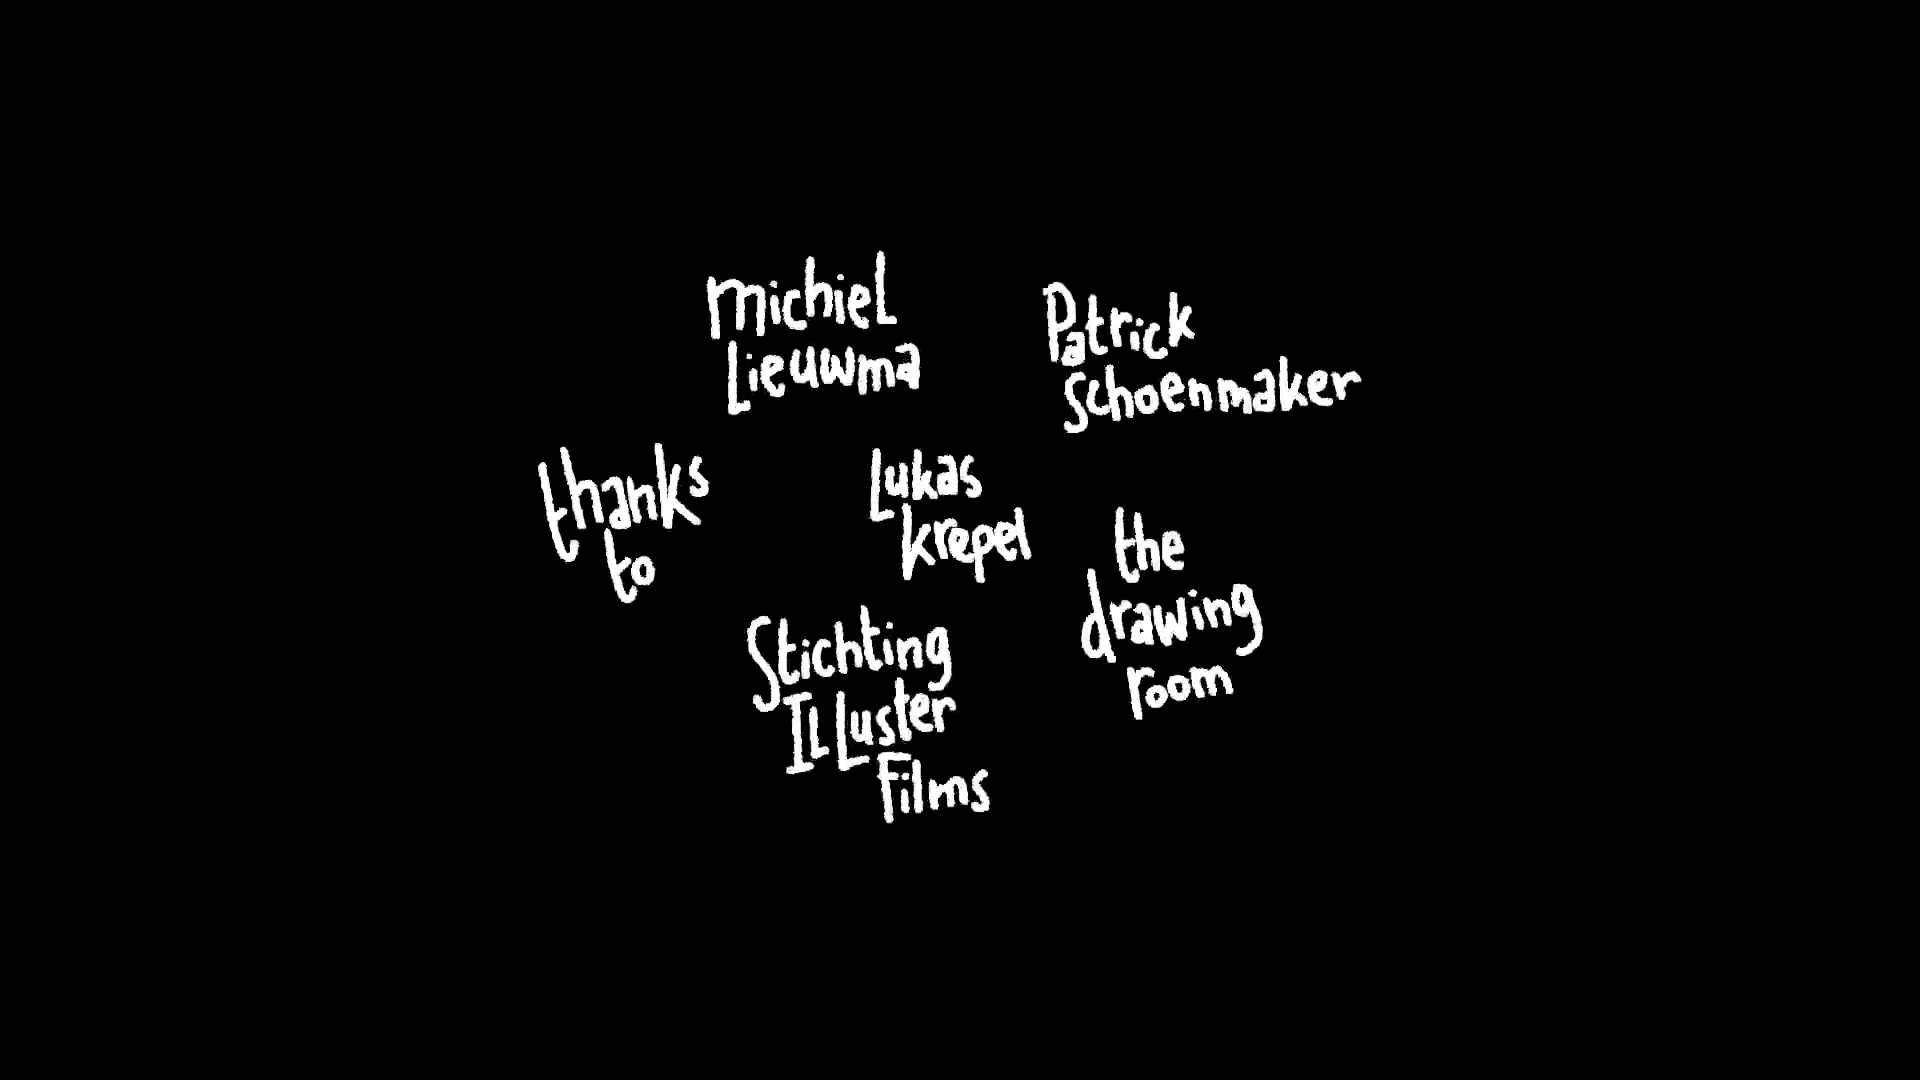 thanks
to
Michiel
Lieuwma
Patrick
Schoenmaker
Lukas
krepel
the
drawing
room
Stichting
ILLuster
Films